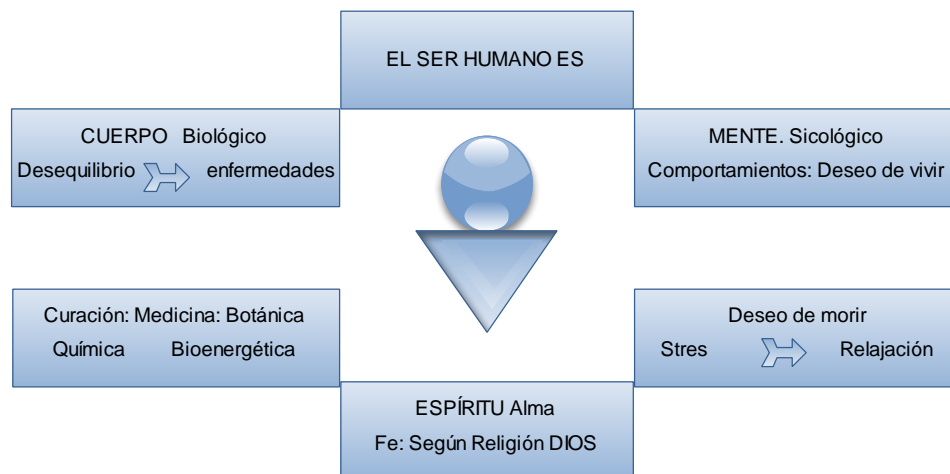 EL SER HUMANO ES
CUERPO Biológico
Desequilibrio enfermedades
MENTE. Sicológico
Comportamientos: Deseo de vivir
Curación: Medicina: Botánica
Química Bioenergética
Deseo de morir
Stres Relajación
ESPÍRITU Alma
Fe: Según Religión DIOS